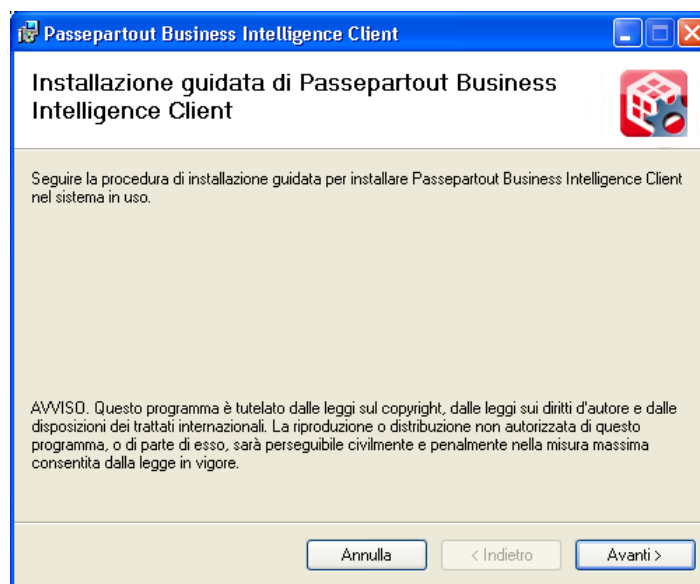 Passepartout Business Intelligence Client
Installazione guidata di Passepartout Business
Intelligence Client
Seguire la procedura di installazione guidata per installare Passepartout Business Intelligence Client
nel sistema in uso.
AVVISO. Questo programma è tutelato dalle leggi sul copyright, dalle leggi sui diritti d'autore e dalle
disposizioni dei trattati internazionali. La riproduzione o distribuzione non autorizzata di questo
programma, o di parte di esso, sarà perseguibile civilmente e penalmente nella misura massima
consentita dalla legge in vigore.
Annulla
< Indietro
Avanti >